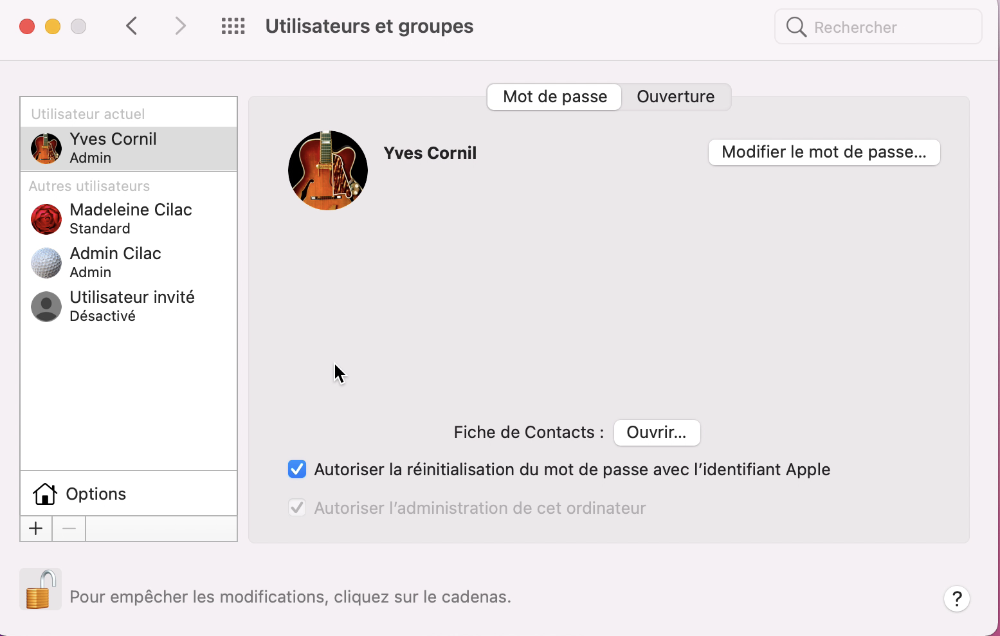 Utilisateurs et groupes
Rechercher
Mot de passe
Ouverture
Utilisateur actuel
Yves Cornil
Admin
Autres utilisateurs
Madeleine Cilac
Standard
Admin Cilac
Admin
Utilisateur invité
Désactivé
Options
+
−
Yves Cornil
Modifier le mot de passe...
Fiche de Contacts :
Ouvrir...
Autoriser la réinitialisation du mot de passe avec l’identifiant Apple
Autoriser l’administration de cet ordinateur
Pour empêcher les modifications, cliquez sur le cadenas.
?